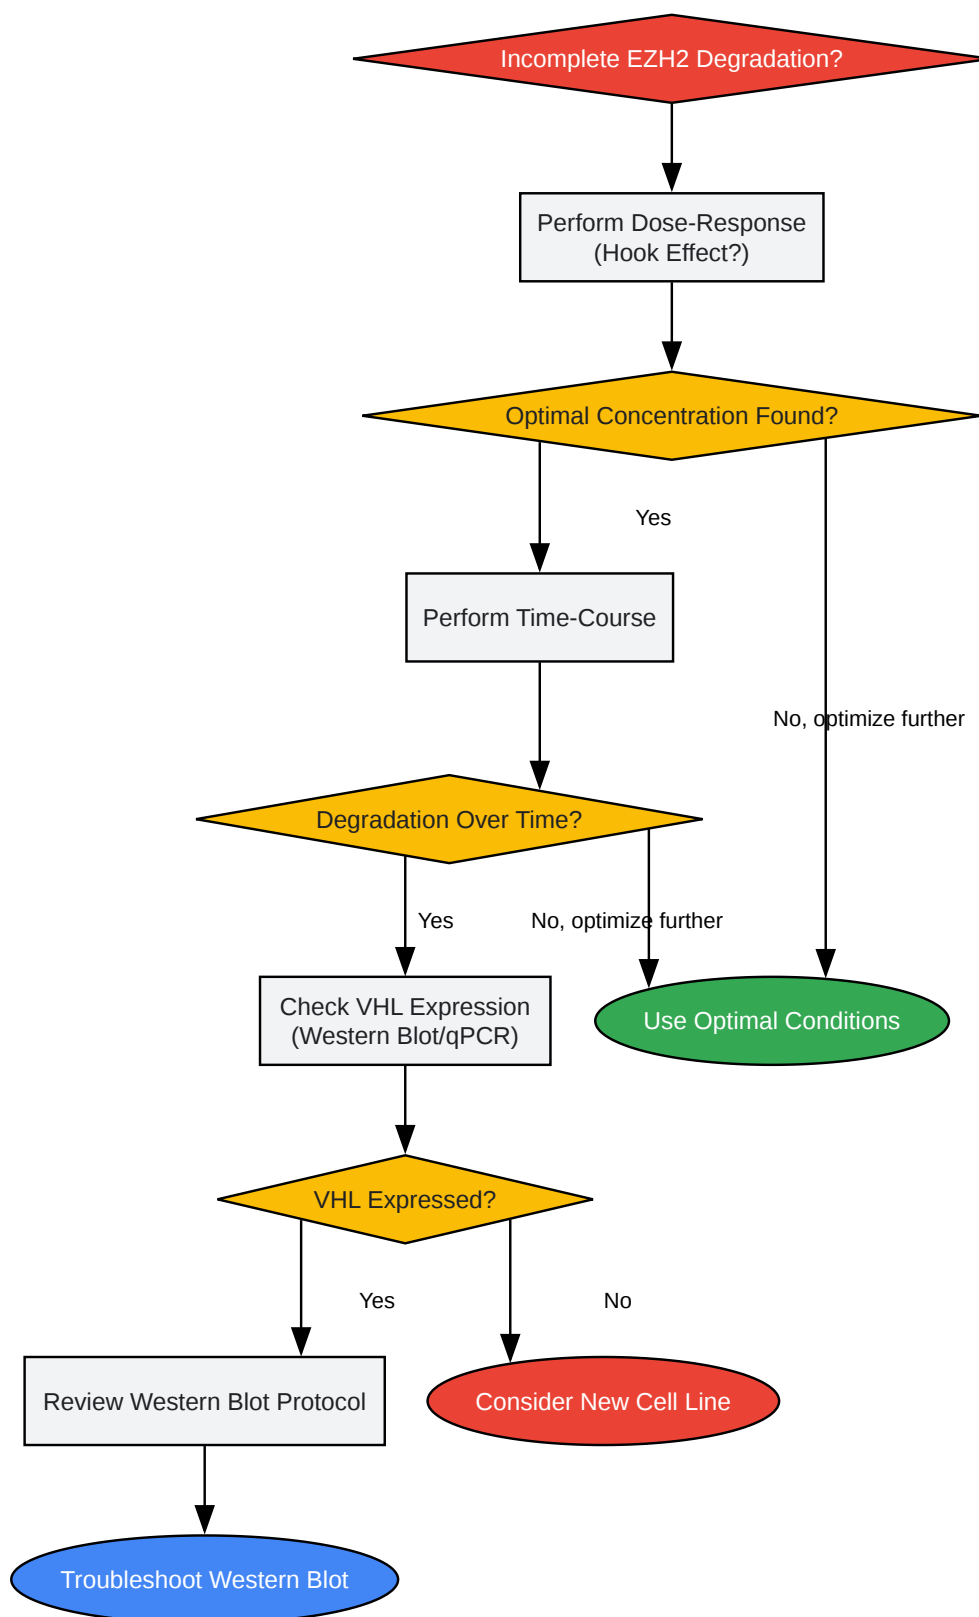 Incomplete EZH2 Degradation?
Perform Dose-Response
(Hook Effect?)
Optimal Concentration Found?
Yes
Perform Time-Course
No, optimize further
Degradation Over Time?
Yes
No, optimize further
Check VHL Expression
(Western Blot/qPCR)
Use Optimal Conditions
VHL Expressed?
Yes
No
Review Western Blot Protocol
Consider New Cell Line
Troubleshoot Western Blot